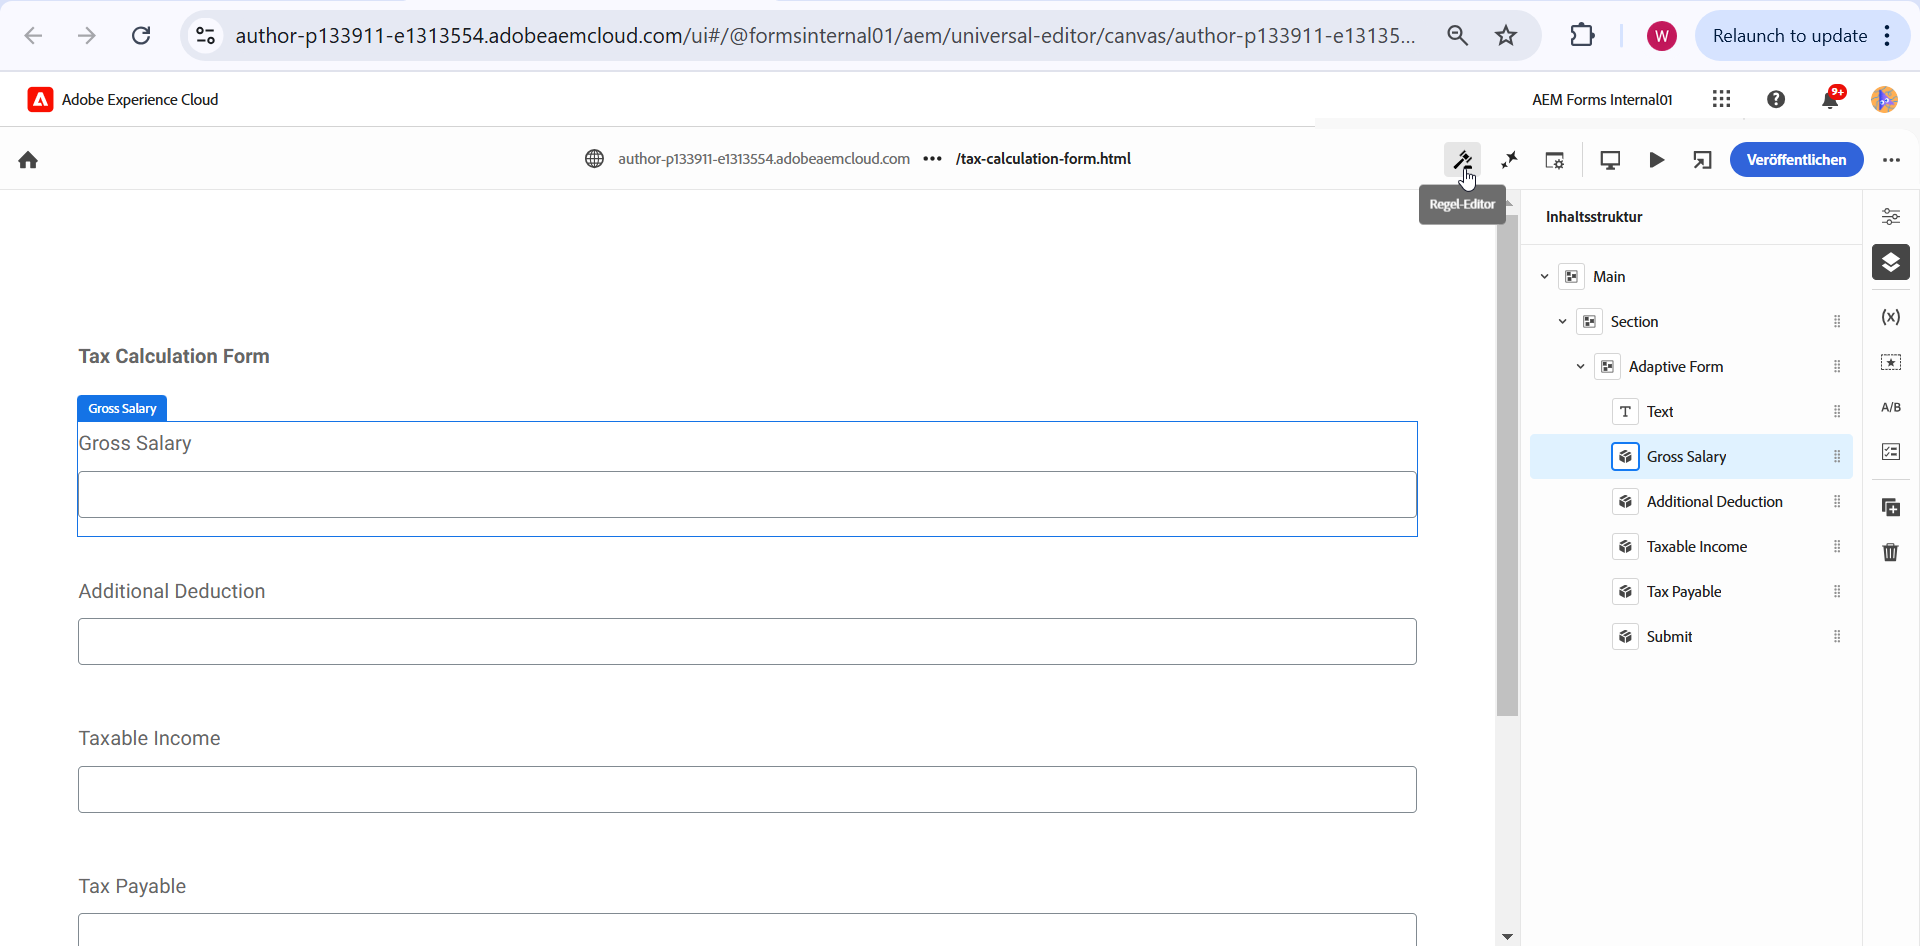 author-p133911-e1313554.adobeaemcloud.com/ui#/@formsinternal01/aem/universal-editor/canvas/author-p133911-e13135...
W
Relaunch to update
Adobe Experience Cloud
AEM Forms Internal01
9+
author-p133911-e1313554.adobeaemcloud.com ••• /tax-calculation-form.html
Veröffentlichen
Regel-Editor
Inhaltsstruktur
Main
Section
Adaptive Form
Text
Gross Salary
Additional Deduction
Taxable Income
Tax Payable
Submit
(x)
A/B
Tax Calculation Form
Gross Salary
Gross Salary
Additional Deduction
Taxable Income
Tax Payable